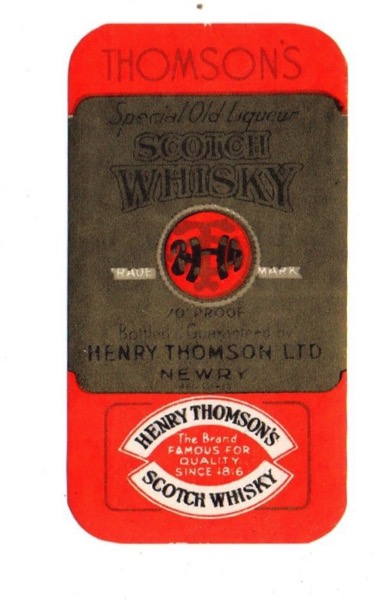 THOMSON'S
Special Old Liqueur
SCOTCH
WHISKY
TRADE MARK
70° PROOF
Bottled & Guaranteed by
HENRY THOMSON LTD
NEWRY
HENRY THOMSON'S
The Brand
FAMOUS FOR
QUALITY
SINCE 1816
SCOTCH WHISKY